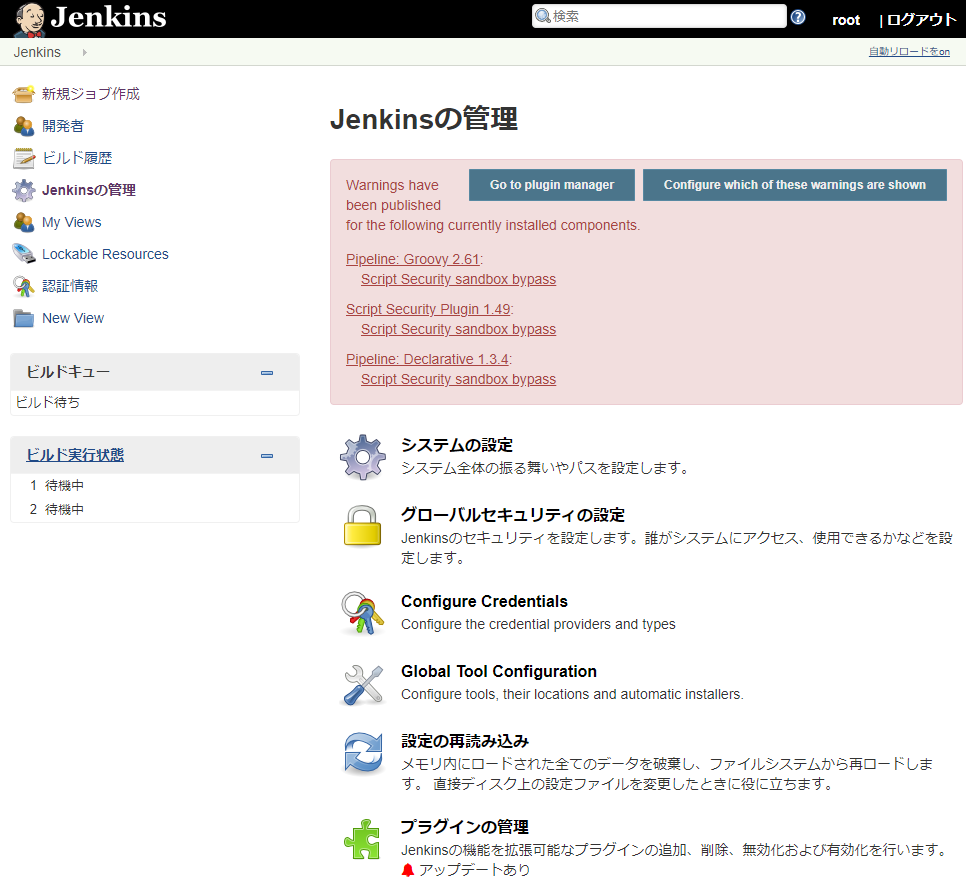 Jenkins
検索
root
| ログアウト
Jenkins
自動リロードをon
新規ジョブ作成
開発者
ビルド履歴
Jenkinsの管理
My Views
Lockable Resources
認証情報
New View
ビルドキュー
ビルド待ち
ビルド実行状態
1 待機中
2 待機中
Jenkinsの管理
Go to plugin manager
Configure which of these warnings are shown
Warnings have
been published
for the following currently installed components.
Pipeline: Groovy 2.61:
Script Security sandbox bypass
Script Security Plugin 1.49:
Script Security sandbox bypass
Pipeline: Declarative 1.3.4:
Script Security sandbox bypass
システムの設定
システム全体の振る舞いやパスを設定します。
グローバルセキュリティの設定
Jenkinsのセキュリティを設定します。誰がシステムにアクセス、使用できるかなどを設
定します。
Configure Credentials
Configure the credential providers and types
Global Tool Configuration
Configure tools, their locations and automatic installers.
設定の再読み込み
メモリ内にロードされた全てのデータを破棄し、ファイルシステムから再ロードしま
す。 直接ディスク上の設定ファイルを変更したときに役に立ちます。
プラグインの管理
Jenkinsの機能を拡張可能なプラグインの追加、削除、無効化および有効化を行います。
アップデートあり